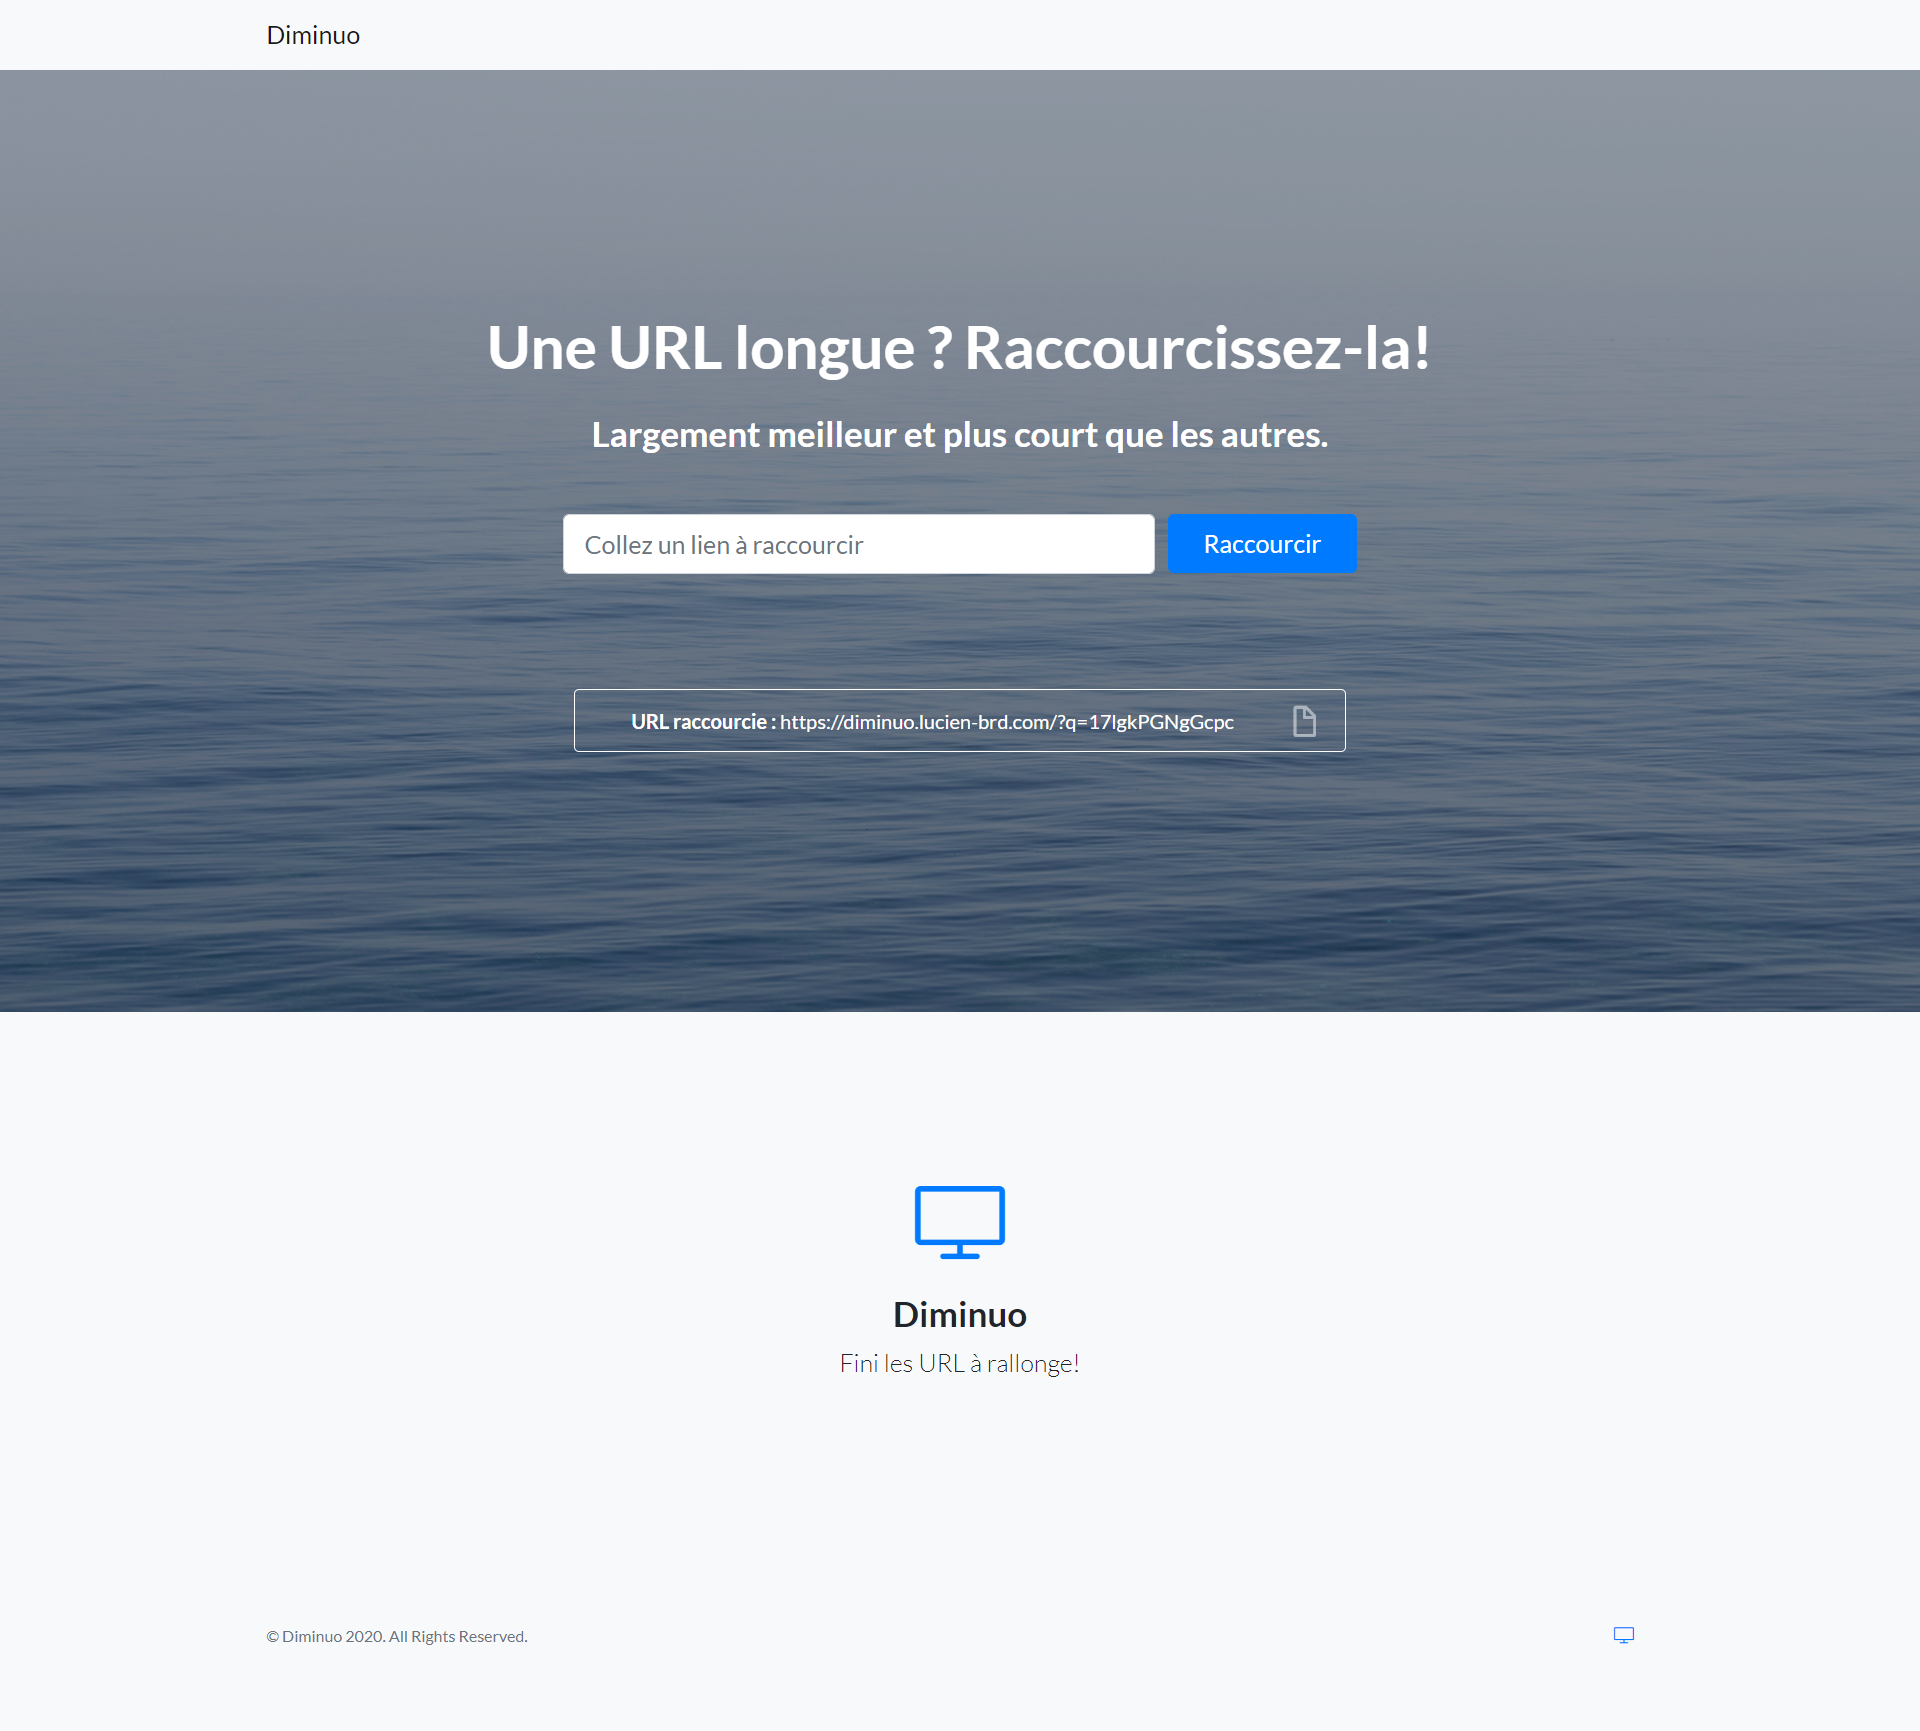 Diminuo
Une URL longue ? Raccourcissez-la!
Largement meilleur et plus court que les autres.
Collez un lien à raccourcir
Raccourcir
URL raccourcie : https://diminuo.lucien-brd.com/?q=17lgkPGNgGcpc
Diminuo
Fini les URL à rallonge!
© Diminuo 2020. All Rights Reserved.